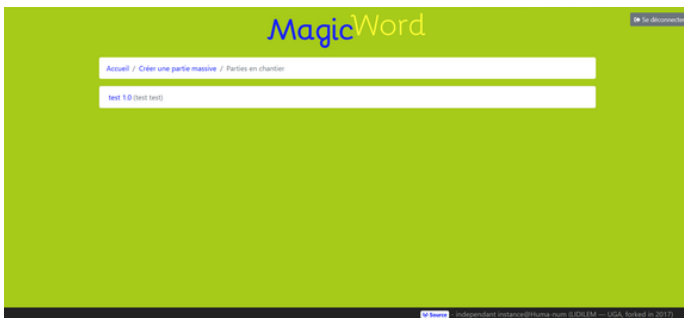 MagicWord
Se déconnecter
Accueil / Créer une partie massive / Parties en chantier
test 1.0 (test test)
Source - independant instance@Huma-num (LIDILEM — UGA, forked in 2017)